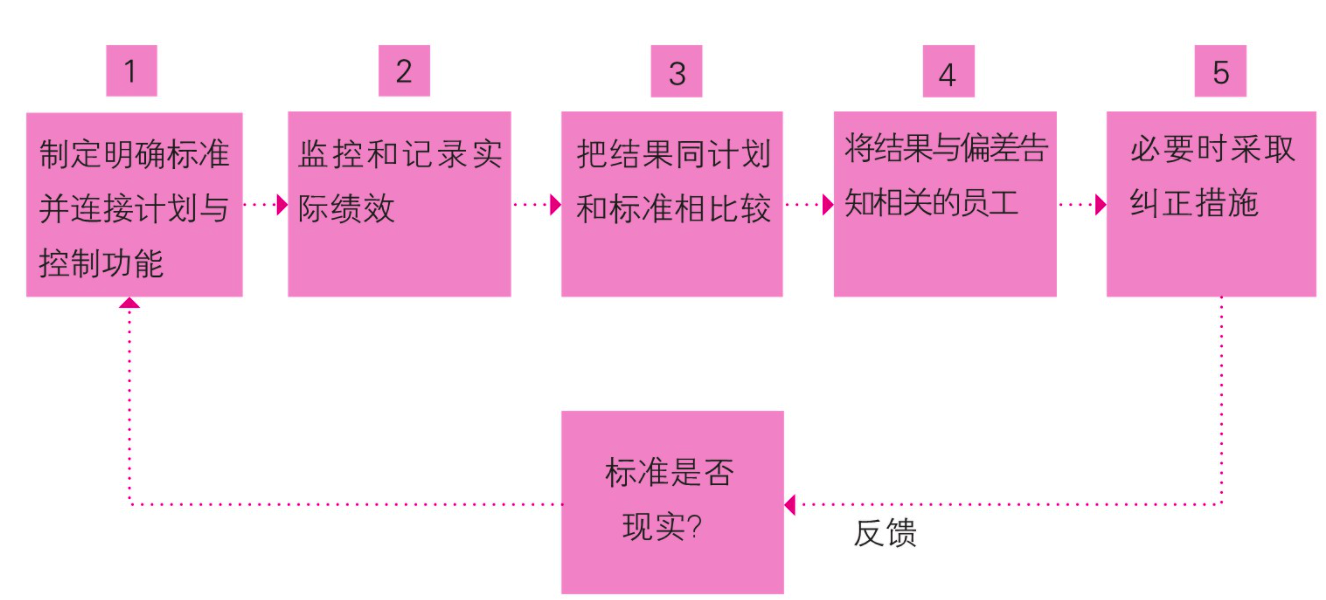 1
制定明确标准
并连接计划与
控制功能
2
监控和记录实
际绩效
3
把结果同计划
和标准相比较
4
将结果与偏差告
知相关的员工
5
必要时采取
纠正措施
标准是否
现实?
反馈